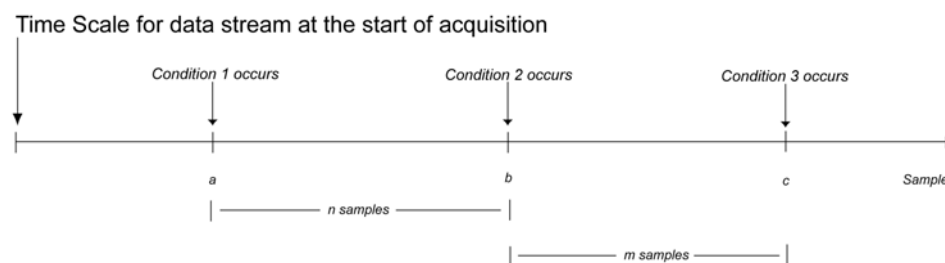 Time Scale for data stream at the start of acquisition
Condition 1 occurs Condition 2 occurs Condition 3 occurs
a b c Sample
n samples
m samples